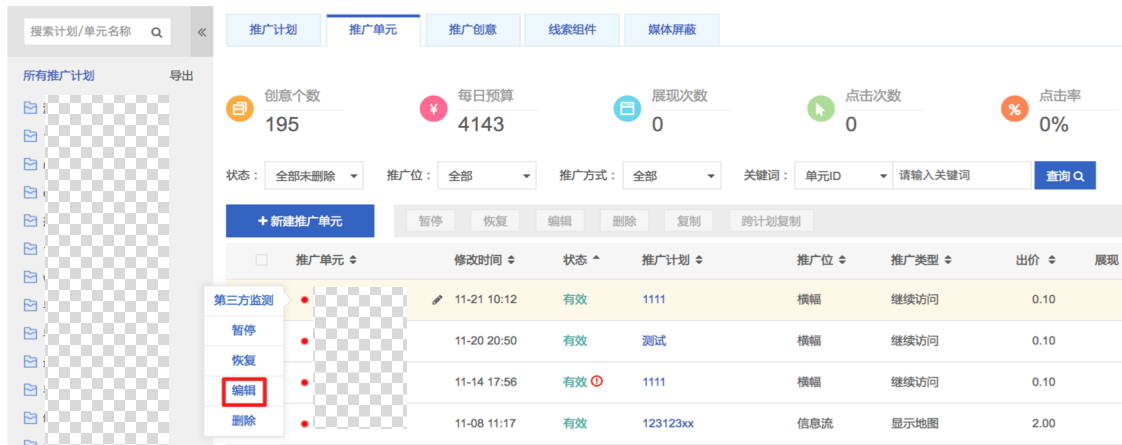 搜索计划/单元名称
«
推广计划
推广单元
推广创意
线索组件
媒体屏蔽
所有推广计划
导出
创意个数
195
¥
每日预算
4143
展现次数
0
点击次数
0
%
点击率
0%
状态：
全部未删除
推广位：
全部
推广方式：
全部
关键词：
单元ID
请输入关键词
查询
+新建推广单元
暂停
恢复
编辑
删除
复制
跨计划复制
推广单元
修改时间
状态
推广计划
推广位
推广类型
出价
展现
第三方监测
11-21 10:12
有效
1111
横幅
继续访问
0.10
暂停
11-20 20:50
有效
测试
横幅
继续访问
0.10
恢复
11-14 17:56
有效
1111
横幅
继续访问
0.10
编辑
删除
11-08 11:17
有效
123123xx
信息流
显示地图
2.00